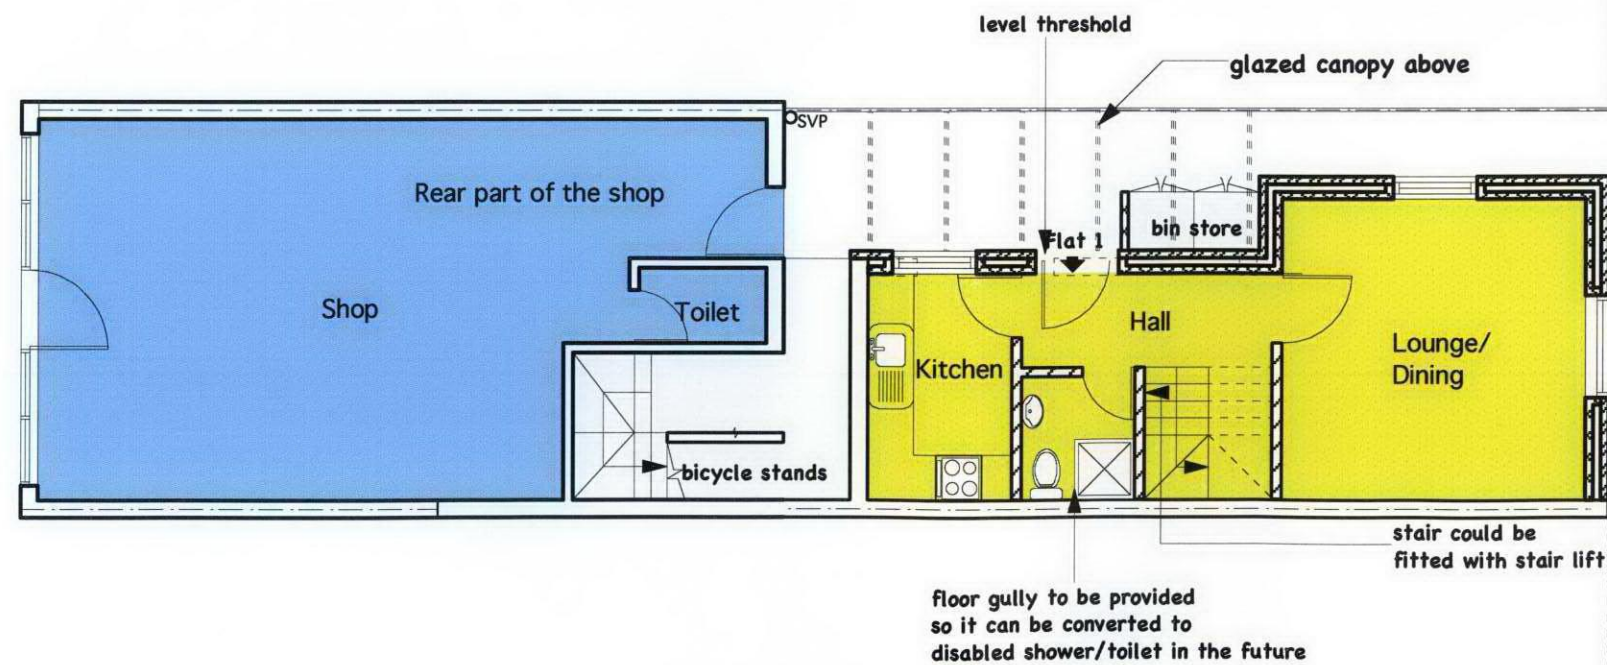 level threshold
glazed canopy above
SVP
Rear part of the shop
bin store
Flat 1
Shop
Toilet
Hall
Kitchen
Lounge/
Dining
bicycle stands
stair could be
fitted with stair lift
floor gully to be provided
so it can be converted to
disabled shower/toilet in the future